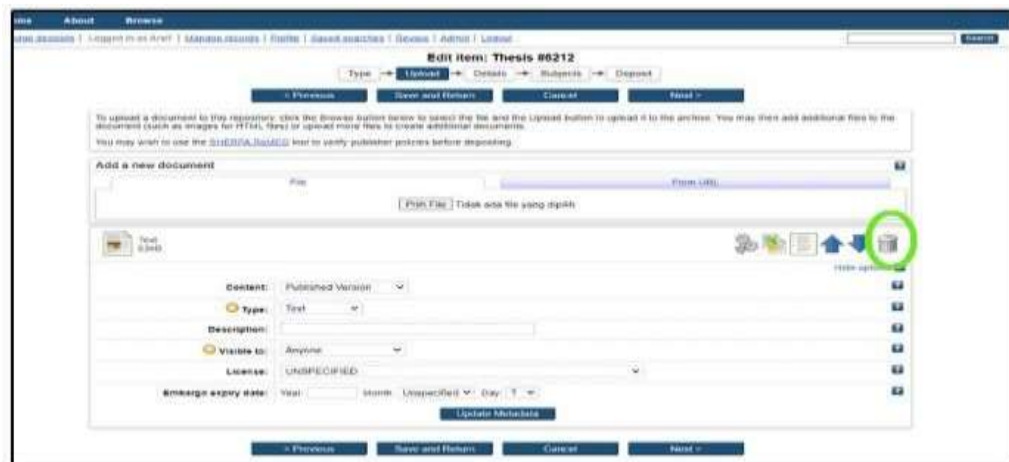 About Browse
Logged in as Arief | Manage records | Profile | Saved searches | Review | Admin | Logout
Search
Edit item: Thesis #6212
Type → Upload → Details → Subjects → Deposit
< Previous Save and Return Cancel Next >
To upload a document to this repository, click the Browse button below to select the file and the Upload button to upload it to the archive. You may then add additional files to the
document (such as images for HTML files) or upload more files to create additional documents.
You may wish to use the SHERPA RoMEO tool to verify publisher policies before depositing.
Add a new document
File From URL
Pilih File Tidak ada file yang dipilih
Text
Hide options
Content: Published Version
Type: Text
Description:
Visible to: Anyone
License: UNSPECIFIED
Embargo expiry date: Year: Month: Unspecified Day: ?
Update Metadata
< Previous Save and Return Cancel Next >